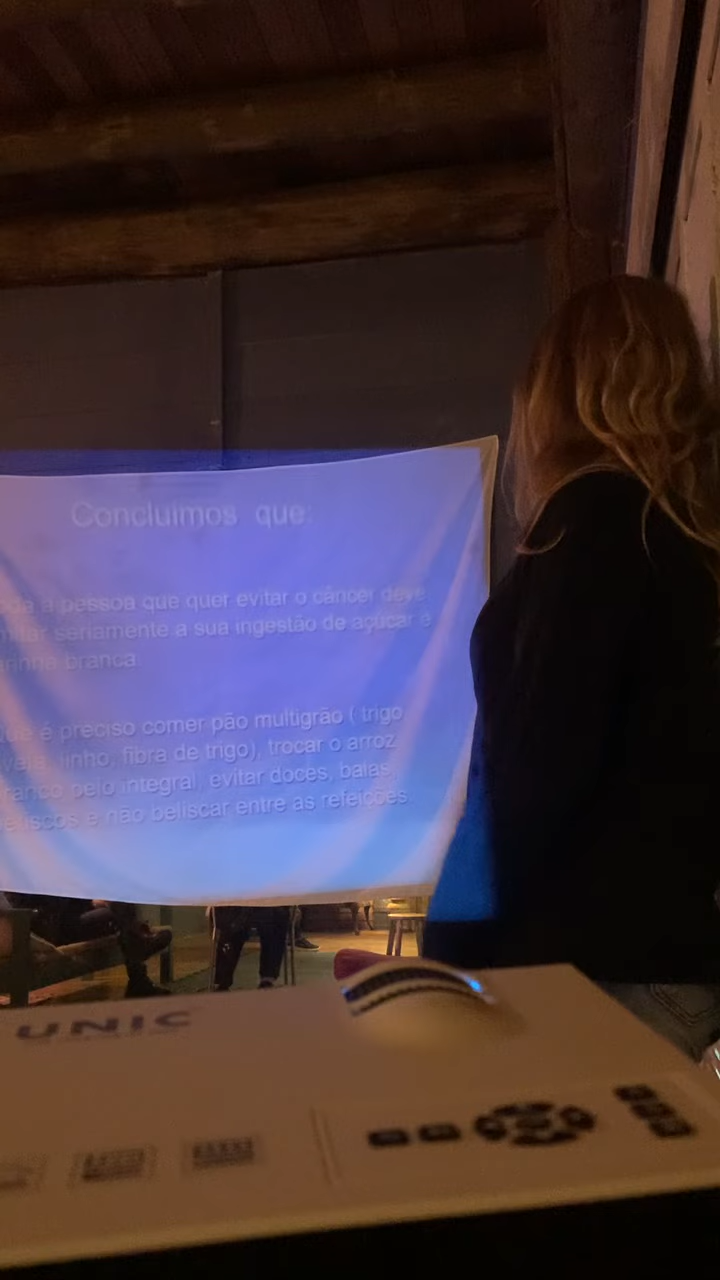 Concluímos que:
a pessoa que quer evitar o câncer deve
seriamente a sua ingestão de açúcar e
branca.
é preciso comer pão multigrão ( trigo
linho, fibra de trigo), trocar o arroz
pelo integral, evitar doces, balas,
e não beliscar entre as refeições.
UNIC